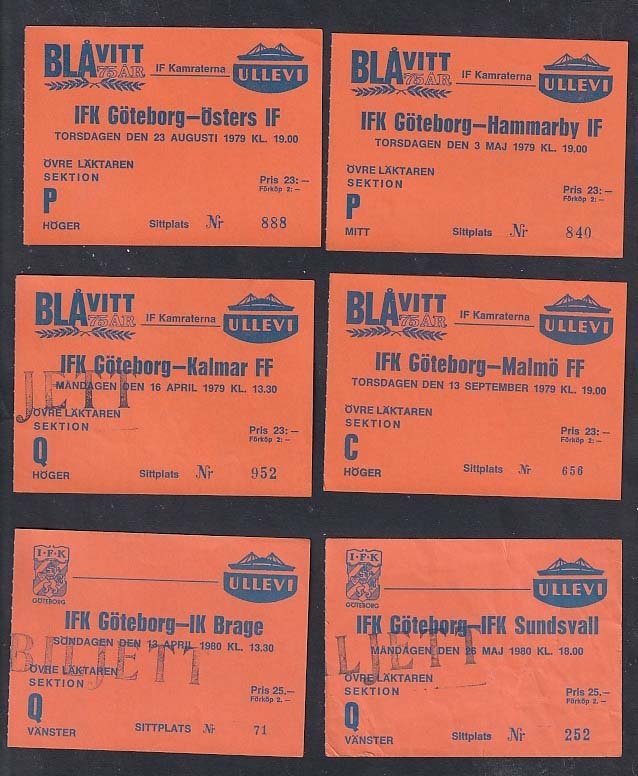 BLÅVITT
75 ÅR
IF Kamraterna
ULLEVI
IFK Göteborg—Östers IF
TORSDAGEN DEN 23 AUGUSTI 1979 KL. 19.00
ÖVRE LÄKTAREN
SEKTION
Pris 23:—
Förköp 2:—
P
HÖGER
Sittplats Nr 888
BLÅVITT
75 ÅR
IF Kamraterna
ULLEVI
IFK Göteborg—Hammarby IF
TORSDAGEN DEN 3 MAJ 1979 KL. 19.00
ÖVRE LÄKTAREN
SEKTION
Pris 23:—
Förköp 2:—
P
MITT
Sittplats Nr 840
BLÅVITT
75 ÅR
IF Kamraterna
ULLEVI
IFK Göteborg—Kalmar FF
MÅNDAGEN DEN 16 APRIL 1979 KL. 13.30
JETT
ÖVRE LÄKTAREN
SEKTION
Pris 23:—
Förköp 2:—
Q
HÖGER
Sittplats Nr 952
BLÅVITT
75 ÅR
IF Kamraterna
ULLEVI
IFK Göteborg—Malmö FF
TORSDAGEN DEN 13 SEPTEMBER 1979 KL. 19.00
ÖVRE LÄKTAREN
SEKTION
Pris 23:—
Förköp 2:—
C
HÖGER
Sittplats Nr 656
I·F·K
GÖTEBORG
ULLEVI
IFK Göteborg—IK Brage
SÖNDAGEN DEN 13 APRIL 1980 KL. 13.30
BILJETT
ÖVRE LÄKTAREN
SEKTION
Pris 25.—
Förköp 2.—
Q
VÄNSTER
SITTPLATS Nr 71
I·F·K
GÖTEBORG
ULLEVI
IFK Göteborg—IFK Sundsvall
MÅNDAGEN DEN 26 MAJ 1980 KL. 18.00
LJETT
ÖVRE LÄKTAREN
SEKTION
Pris 25.—
Förköp 2.—
Q
VÄNSTER
Sittplats Nr 252